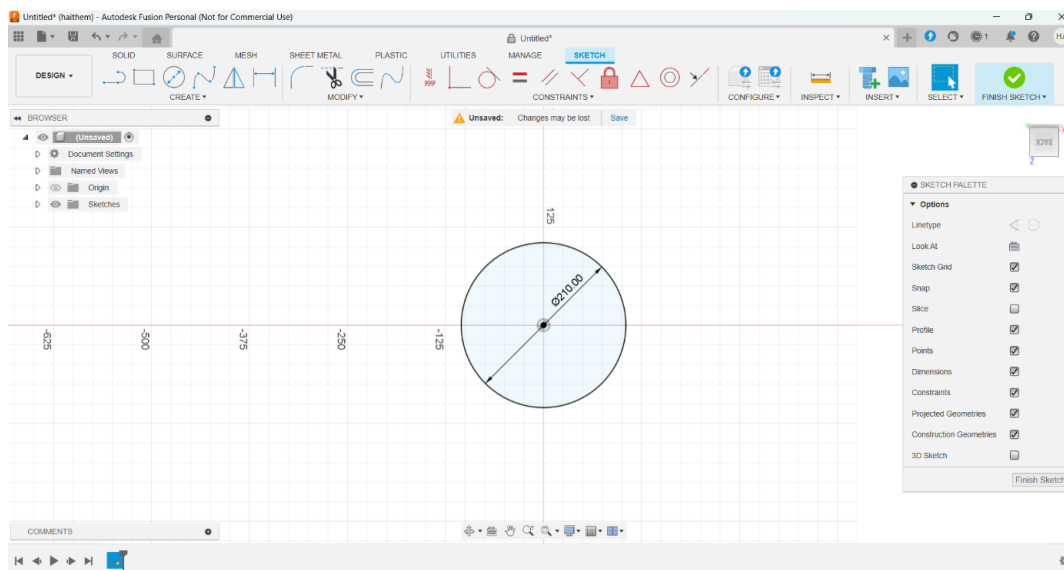 Untitled* (haithem) - Autodesk Fusion Personal (Not for Commercial Use)
Untitled*
1
SOLID SURFACE MESH SHEET METAL PLASTIC UTILITIES MANAGE SKETCH
DESIGN
CREATE MODIFY CONSTRAINTS CONFIGURE INSPECT INSERT SELECT FINISH SKETCH
BROWSER
Unsaved: Changes may be lost Save
(Unsaved)
Document Settings
Named Views
Origin
Sketches
BACK
Z
SKETCH PALETTE
Options
Linetype
Look At
Sketch Grid
Snap
Slice
Profile
Points
Dimensions
Constraints
Projected Geometries
Construction Geometries
3D Sketch
Finish Sketch
125
Ø210.00
-625 -500 -375 -250 -125
COMMENTS